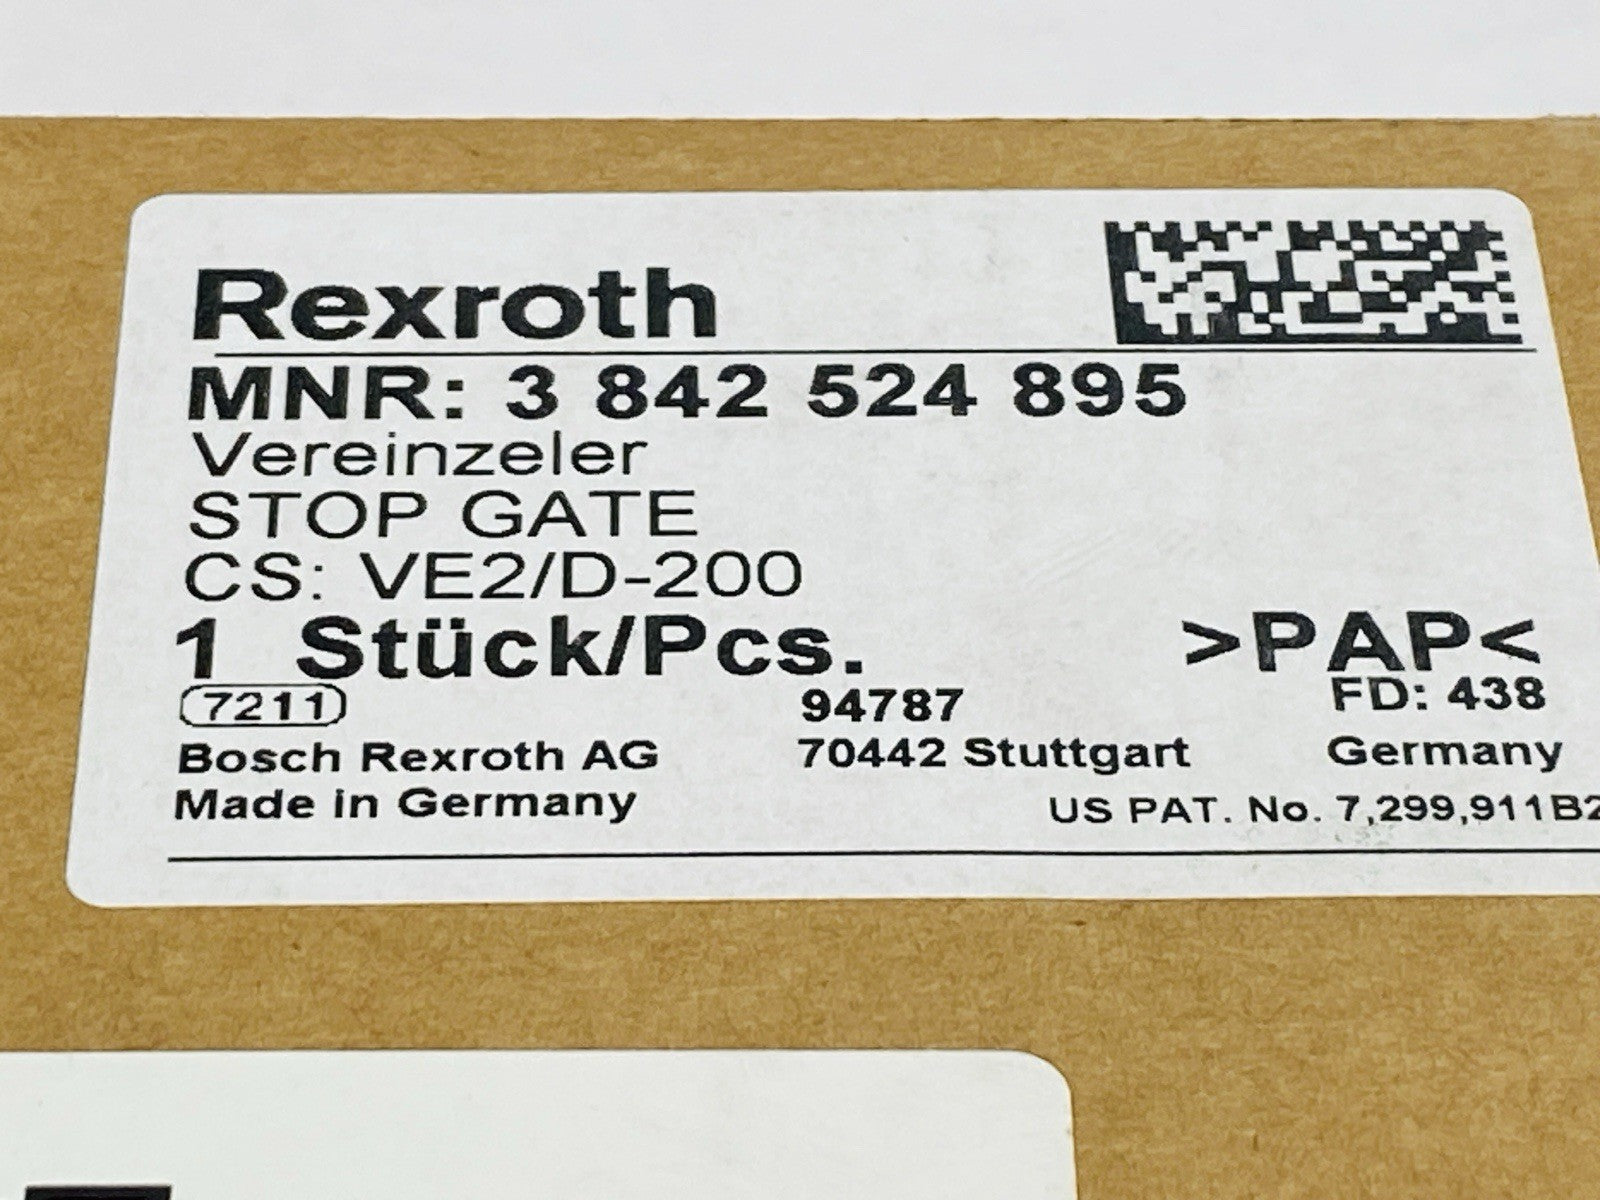 Rexroth
MNR: 3 842 524 895
Vereinzeler
STOP GATE
CS: VE2/D-200
1 Stück/Pcs. >PAP<
7211 94787 FD: 438
Bosch Rexroth AG 70442 Stuttgart Germany
Made in Germany US PAT. No. 7,299,911B2